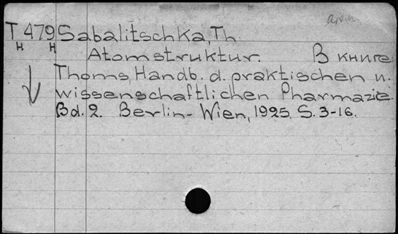 T 479 Sabalitschka, Th.
H H Atomstruktur. В книге
Thoms, Handb. d. praktischen u.
wissenschaftlichen Pharmazie
Bd. 2. Berlin-Wien, 1925. S. 3-16.